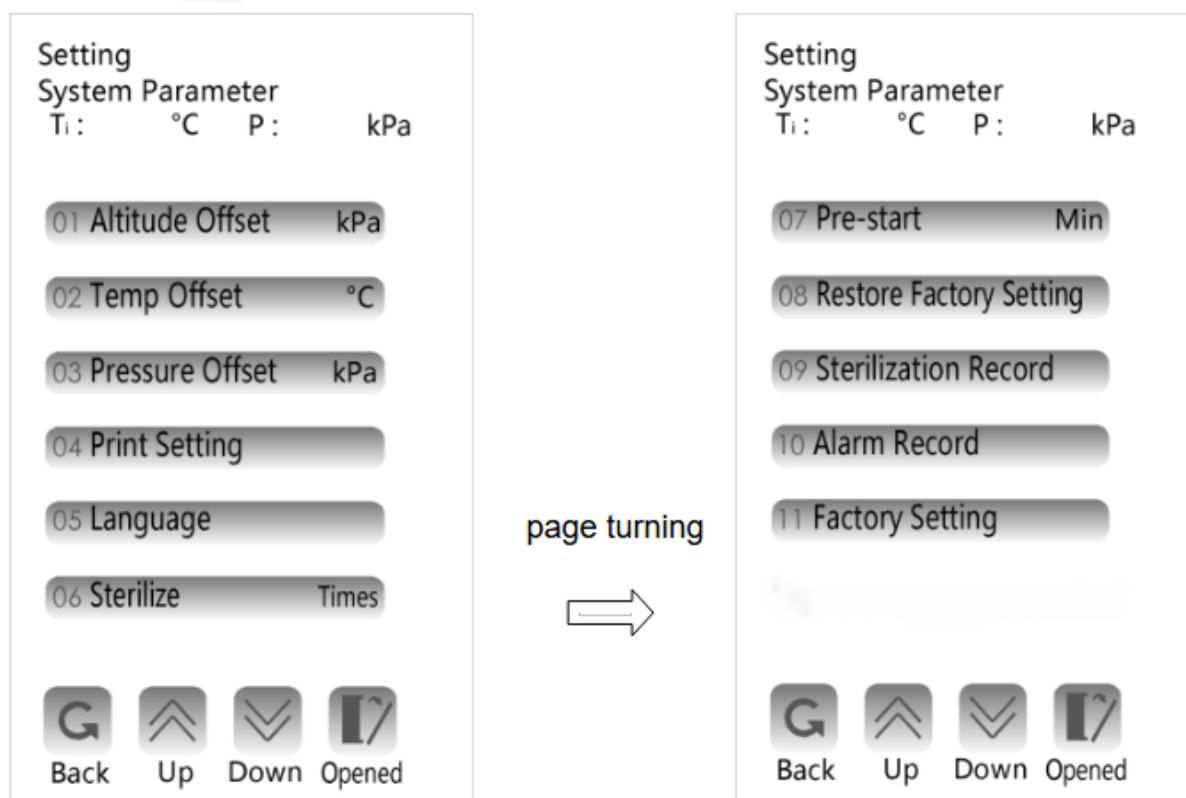 Setting
System Parameter
Ti : °C P : kPa
01 Altitude Offset kPa
02 Temp Offset °C
03 Pressure Offset kPa
04 Print Setting
05 Language
06 Sterilize Times
Back Up Down Opened
page turning
Setting
System Parameter
Ti : °C P : kPa
07 Pre-start Min
08 Restore Factory Setting
09 Sterilization Record
10 Alarm Record
11 Factory Setting
Back Up Down Opened